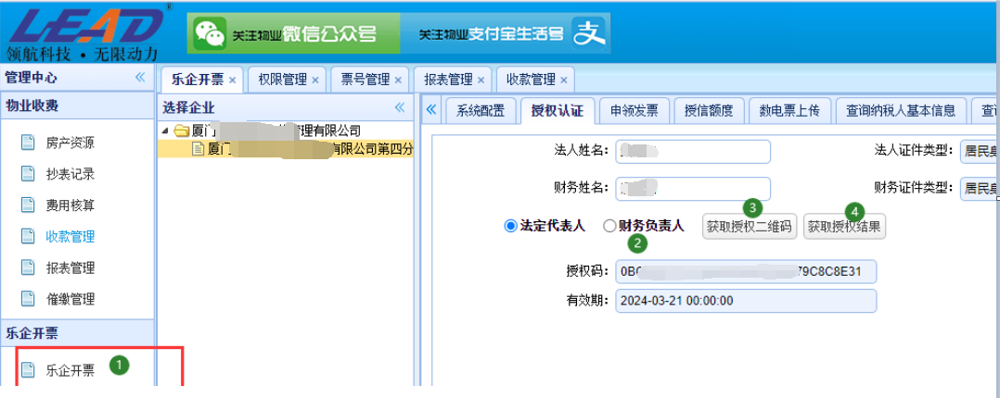 LEAD®
领航科技 • 无限动力
关注物业微信公众号
关注物业支付宝生活号
支
管理中心
物业收费
房产资源
抄表记录
费用核算
收款管理
报表管理
催缴管理
乐企开票
乐企开票
1
乐企开票 × 权限管理 × 票号管理 × 报表管理 × 收款管理 ×
选择企业
厦门 理有限公司
厦门 有限公司第四分
系统配置 授权认证 申领发票 授信额度 数电票上传 查询纳税人基本信息 查
法人姓名： 法人证件类型： 居民
财务姓名： 财务证件类型： 居民
3 4
法定代表人 财务负责人 获取授权二维码 获取授权结果
2
授权码： 79C8C8E31
有效期： 2024-03-21 00:00:00